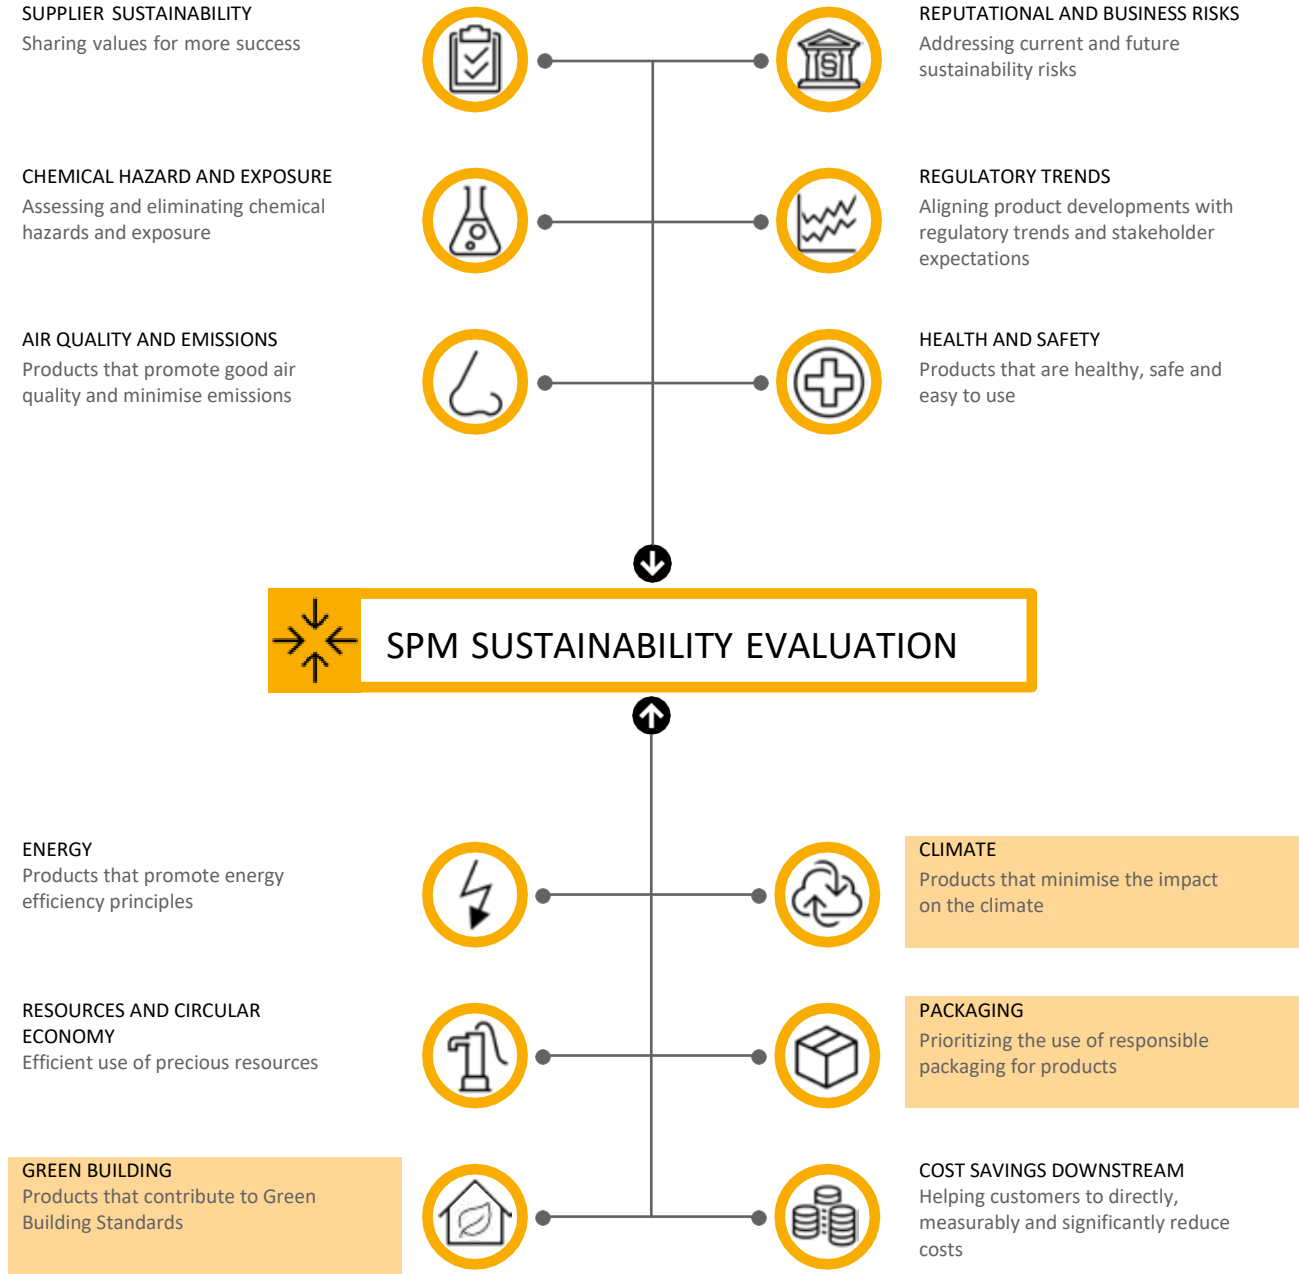 SUPPLIER SUSTAINABILITY
Sharing values for more success
REPUTATIONAL AND BUSINESS RISKS
Addressing current and future
sustainability risks
§
CHEMICAL HAZARD AND EXPOSURE
Assessing and eliminating chemical
hazards and exposure
REGULATORY TRENDS
Aligning product developments with
regulatory trends and stakeholder
expectations
AIR QUALITY AND EMISSIONS
Products that promote good air
quality and minimise emissions
HEALTH AND SAFETY
Products that are healthy, safe and
easy to use
SPM SUSTAINABILITY EVALUATION
ENERGY
Products that promote energy
efficiency principles
CLIMATE
Products that minimise the impact
on the climate
RESOURCES AND CIRCULAR
ECONOMY
Efficient use of precious resources
PACKAGING
Prioritizing the use of responsible
packaging for products
GREEN BUILDING
Products that contribute to Green
Building Standards
COST SAVINGS DOWNSTREAM
Helping customers to directly,
measurably and significantly reduce
costs